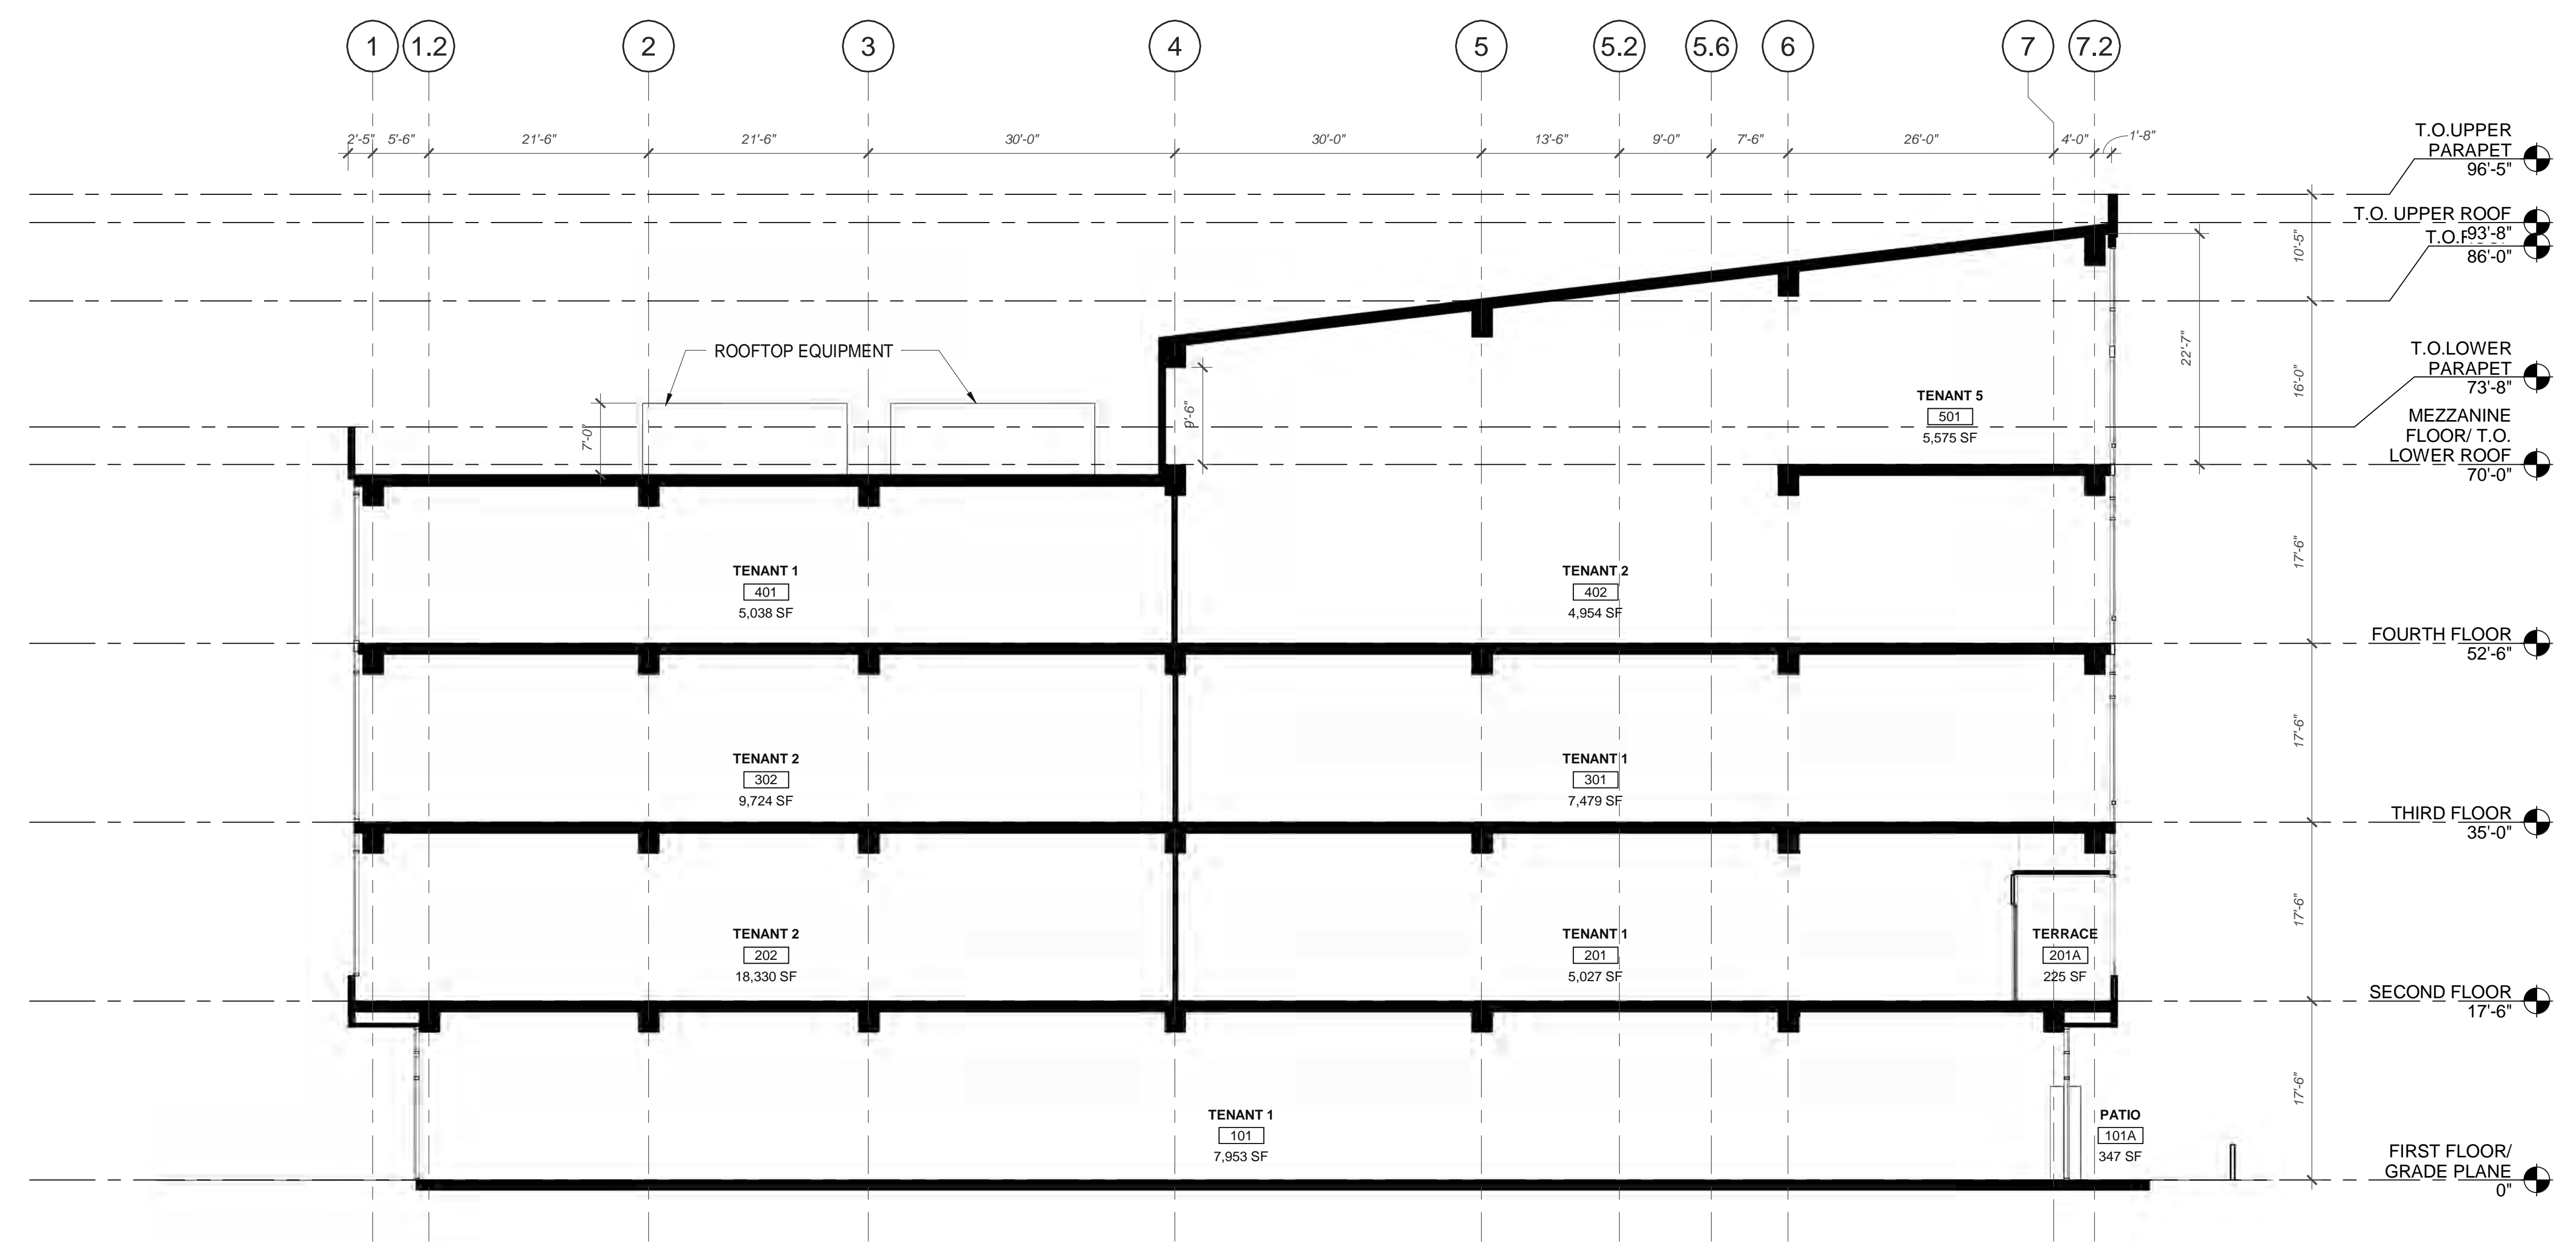 1 1.2 2 3 4 5 5.2 5.6 6 7 7.2
2'-5" 5'-6" 21'-6" 21'-6" 30'-0" 30'-0" 13'-6" 9'-0" 7'-6" 26'-0" 4'-0" 1'-8"
T.O.UPPER
PARAPET
96'-5"
T.O. UPPER ROOF
93'-8"
86'-0"
10'-5"
ROOFTOP EQUIPMENT
T.O.LOWER
PARAPET
73'-8"
22'-7"
16'-0"
7'-0"
9'-6"
TENANT 5
501
5,575 SF
MEZZANINE
FLOOR/ T.O.
LOWER ROOF
70'-0"
17'-6"
TENANT 1
401
5,038 SF
TENANT 2
402
4,954 SF
FOURTH FLOOR
52'-6"
17'-6"
TENANT 2
302
9,724 SF
TENANT 1
301
7,479 SF
THIRD FLOOR
35'-0"
17'-6"
TENANT 2
202
18,330 SF
TENANT 1
201
5,027 SF
TERRACE
201A
225 SF
SECOND FLOOR
17'-6"
17'-6"
TENANT 1
101
7,953 SF
PATIO
101A
347 SF
FIRST FLOOR/
GRADE PLANE
0"